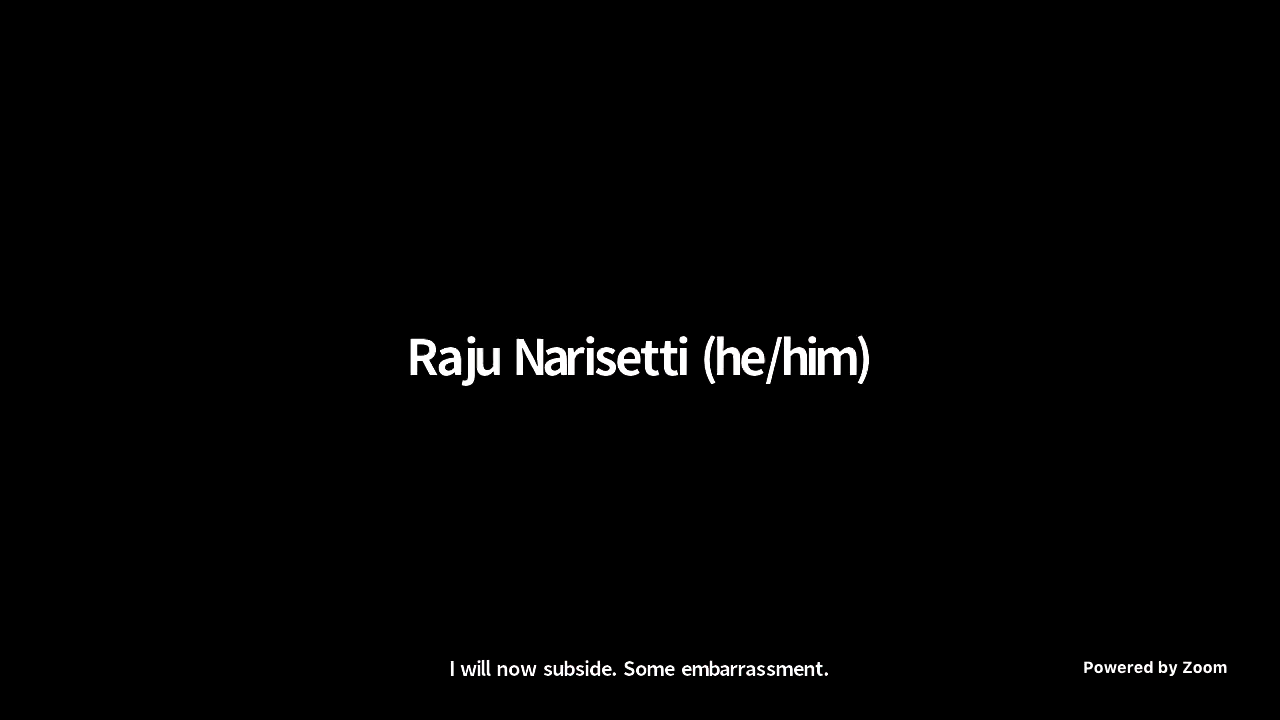 Raju Narisetti (he/him)
I will now subside. Some embarrassment.
Powered by Zoom